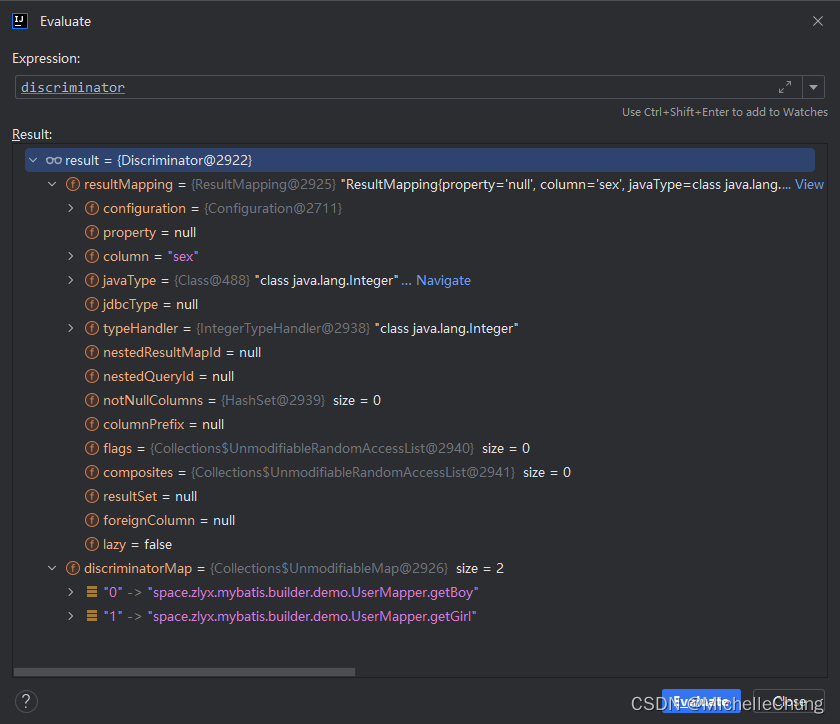 IJ
Evaluate
Expression:
discriminator
Use Ctrl+Shift+Enter to add to Watches
Result:
result = {Discriminator@2922}
f resultMapping = {ResultMapping@2925} "ResultMapping{property='null', column='sex', javaType=class java.lang.... View
f configuration = {Configuration@2711}
f property = null
f column = "sex"
f javaType = {Class@488} "class java.lang.Integer" ... Navigate
f jdbcType = null
f typeHandler = {IntegerTypeHandler@2938} "class java.lang.Integer"
f nestedResultMapId = null
f nestedQueryId = null
f notNullColumns = {HashSet@2939} size = 0
f columnPrefix = null
f flags = {Collections$UnmodifiableRandomAccessList@2940} size = 0
f composites = {Collections$UnmodifiableRandomAccessList@2941} size = 0
f resultSet = null
f foreignColumn = null
f lazy = false
f discriminatorMap = {Collections$UnmodifiableMap@2926} size = 2
"0" -> "space.zlyx.mybatis.builder.demo.UserMapper.getBoy"
"1" -> "space.zlyx.mybatis.builder.demo.UserMapper.getGirl"
? Evaluate Close
CSDN @MichelleChung